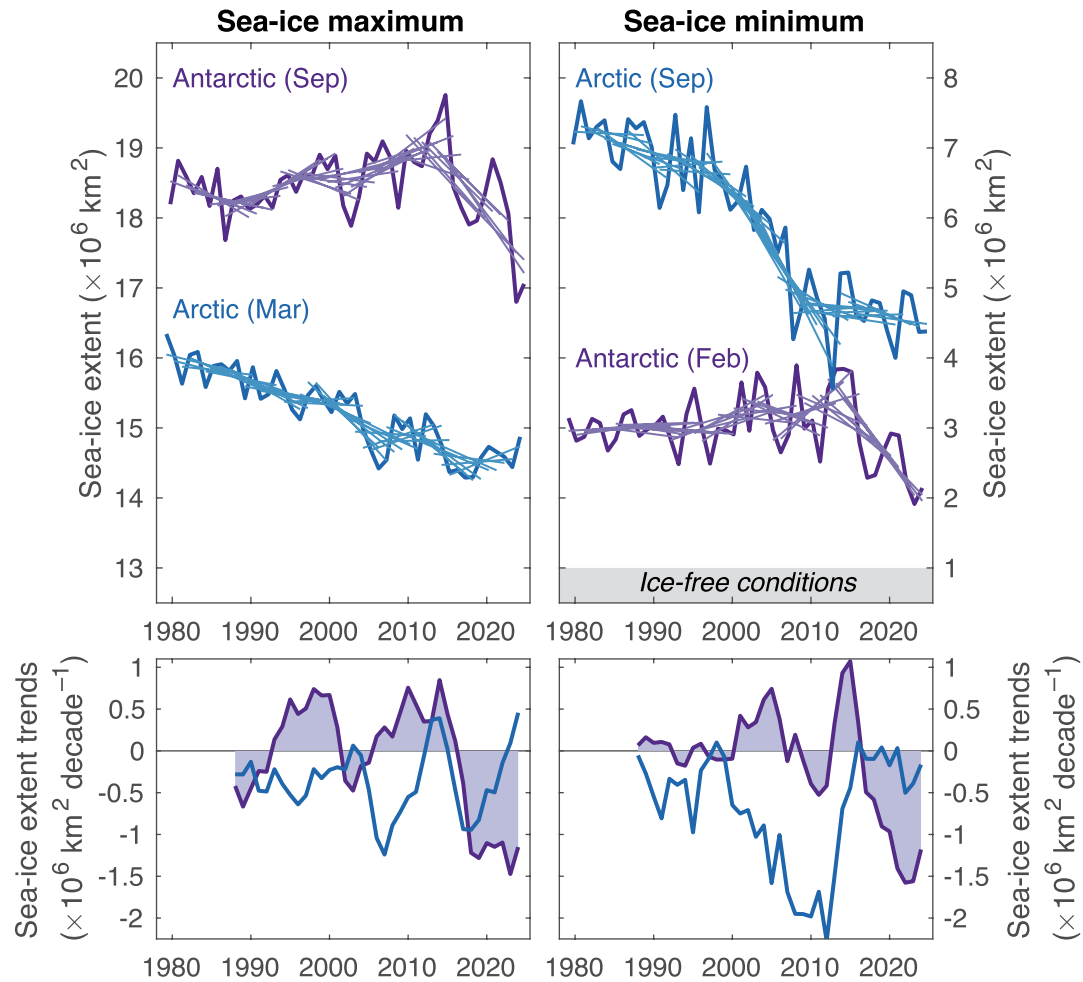 Sea-ice maximum
Sea-ice minimum
Antarctic (Sep)
Arctic (Mar)
Sea-ice extent (×10⁶ km²)
20
19
18
17
16
15
14
13
1980 1990 2000 2010 2020
Arctic (Sep)
Antarctic (Feb)
Ice-free conditions
8
7
6
5
4
3
2
1
Sea-ice extent (×10⁶ km²)
1980 1990 2000 2010 2020
Sea-ice extent trends
(×10⁶ km² decade⁻¹)
1
0.5
0
-0.5
-1
-1.5
-2
1980 1990 2000 2010 2020
1
0.5
0
-0.5
-1
-1.5
-2
Sea-ice extent trends
(×10⁶ km² decade⁻¹)
1980 1990 2000 2010 2020